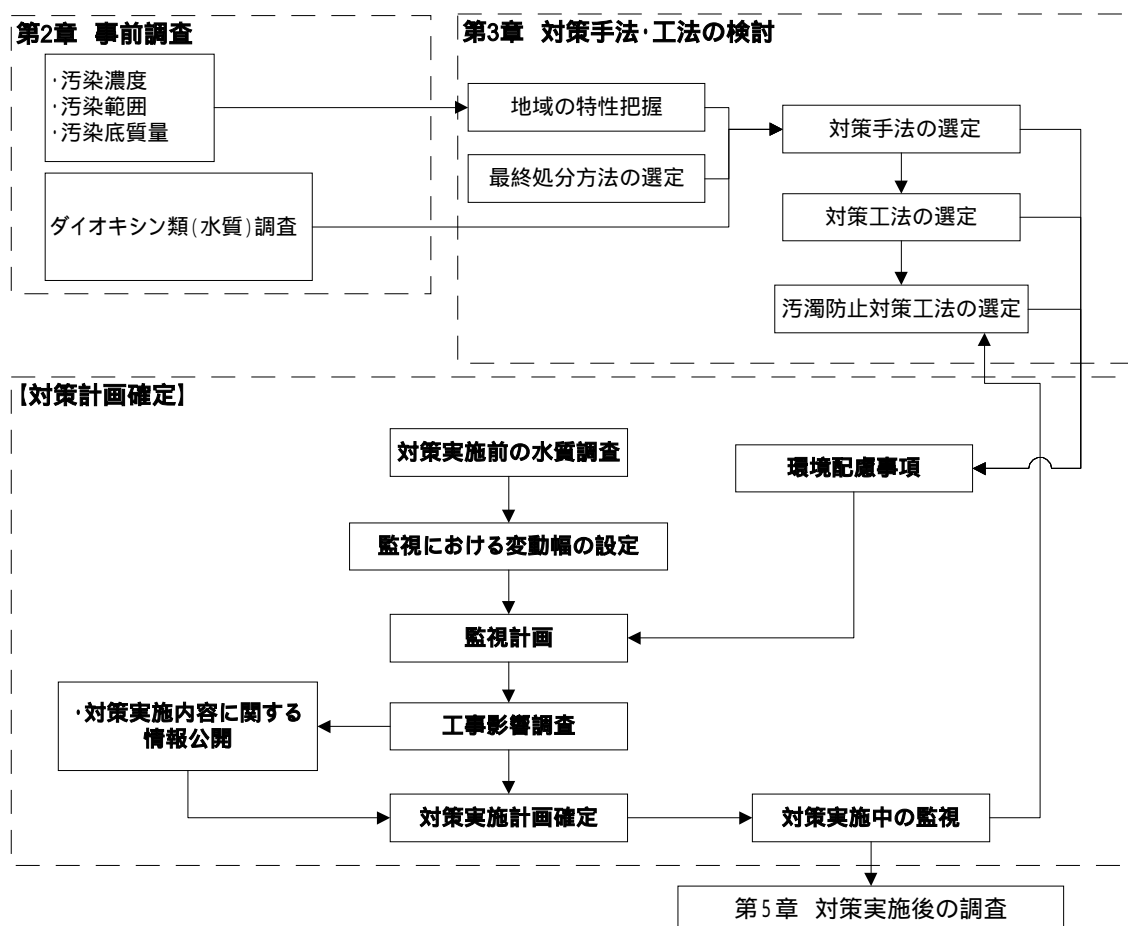 第2章 事前調査
・汚染濃度
・汚染範囲
・汚染底質量
ダイオキシン類(水質)調査
第3章 対策手法・工法の検討
地域の特性把握
最終処分方法の選定
対策手法の選定
対策工法の選定
汚濁防止対策工法の選定
【対策計画確定】
対策実施前の水質調査
環境配慮事項
監視における変動幅の設定
監視計画
・対策実施内容に関する
情報公開
工事影響調査
対策実施計画確定
対策実施中の監視
第5章 対策実施後の調査